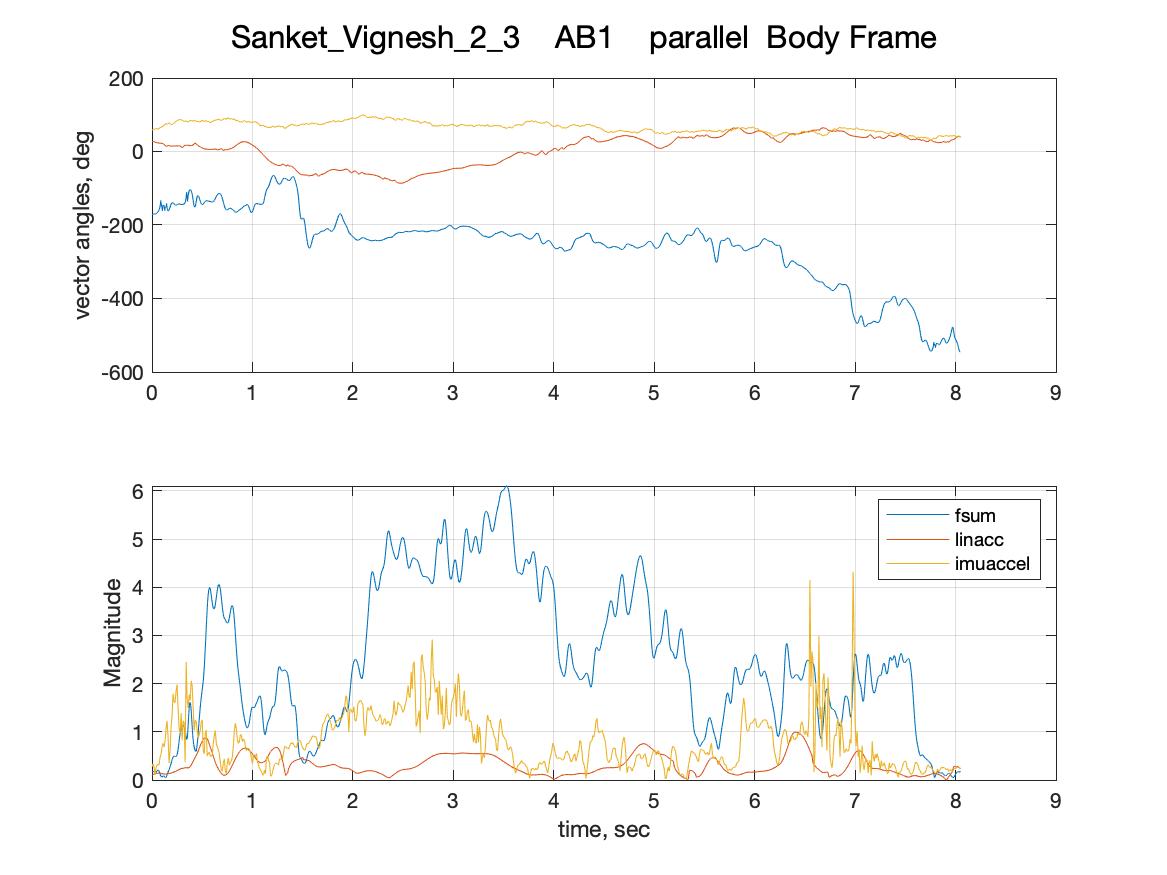 Sanket_Vignesh_2_3 AB1 parallel Body Frame
200
0
-200
-400
-600
vector angles, deg
0 1 2 3 4 5 6 7 8 9
6
5
4
3
2
1
0
Magnitude
fsum
linacc
imuaccel
0 1 2 3 4 5 6 7 8 9
time, sec